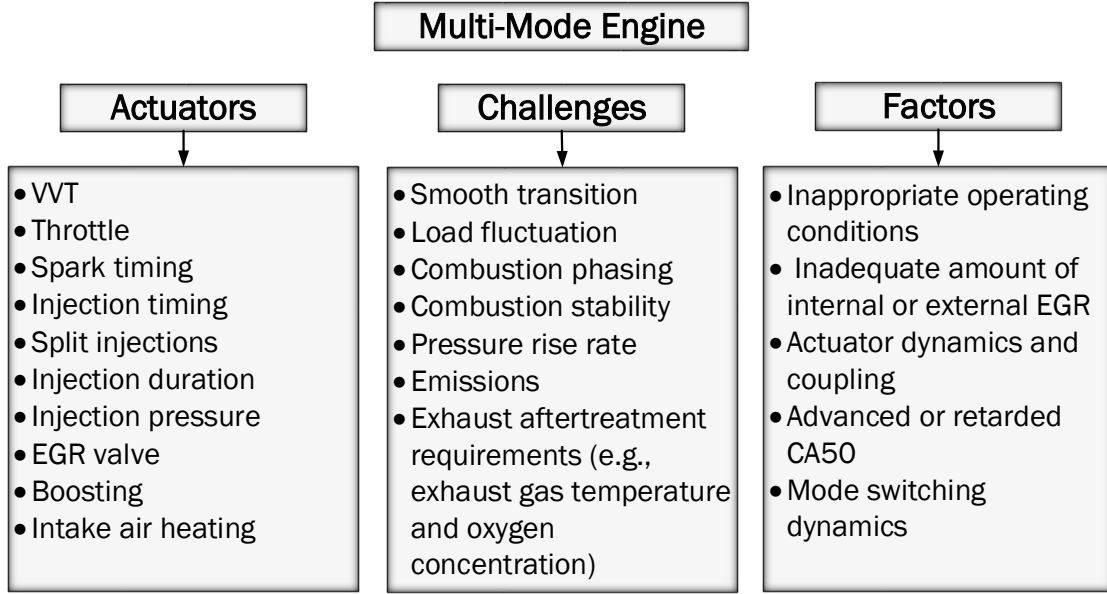 Multi-Mode Engine
Actuators
• VVT
• Throttle
• Spark timing
• Injection timing
• Split injections
• Injection duration
• Injection pressure
• EGR valve
• Boosting
• Intake air heating
Challenges
• Smooth transition
• Load fluctuation
• Combustion phasing
• Combustion stability
• Pressure rise rate
• Emissions
• Exhaust aftertreatment
requirements (e.g.,
exhaust gas temperature
and oxygen
concentration)
Factors
• Inappropriate operating
conditions
• Inadequate amount of
internal or external EGR
• Actuator dynamics and
coupling
• Advanced or retarded
CA50
• Mode switching
dynamics